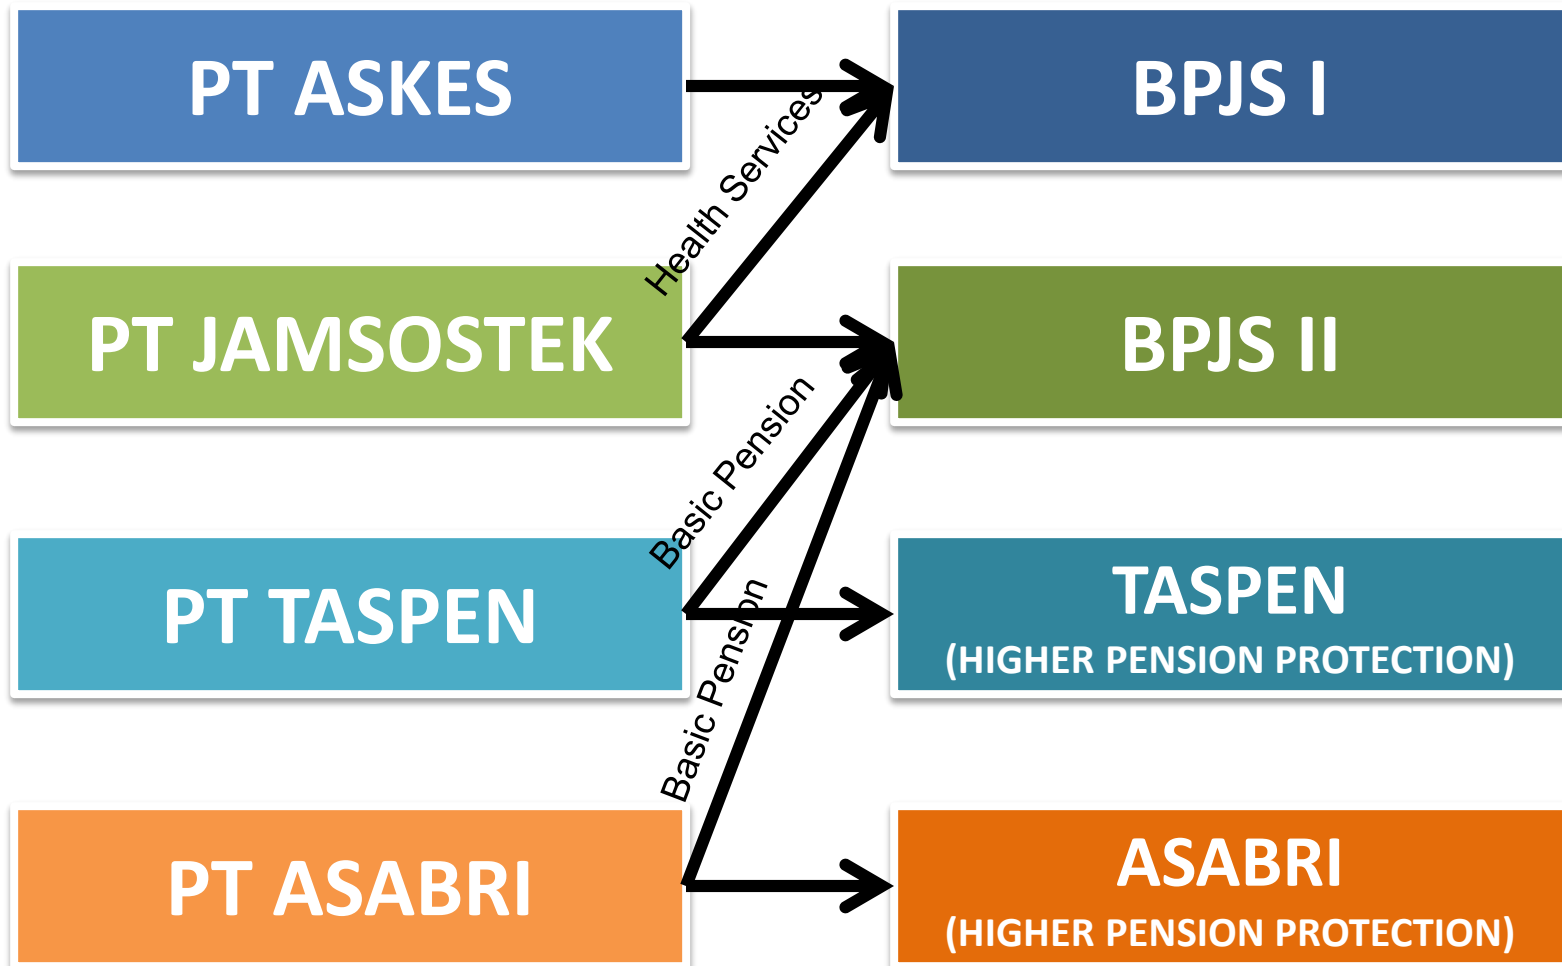 PT ASKES
BPJS I
Health Services
PT JAMSOSTEK
BPJS II
Basic Pension
PT TASPEN
TASPEN
(HIGHER PENSION PROTECTION)
Basic Pension
PT ASABRI
ASABRI
(HIGHER PENSION PROTECTION)